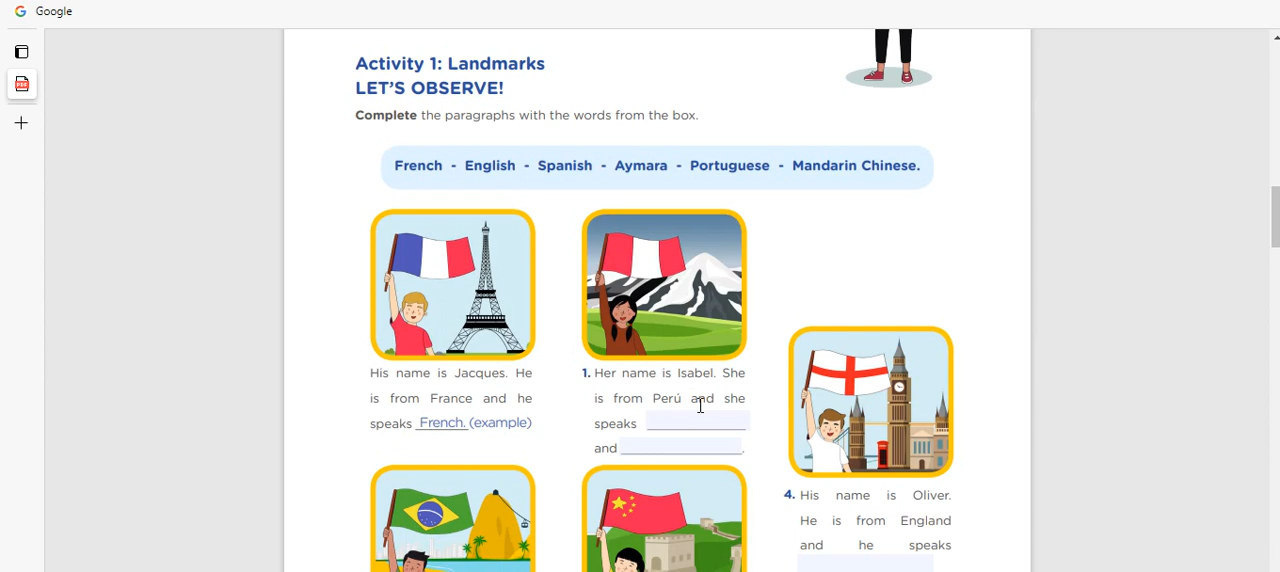 Google
Activity 1: Landmarks
LET'S OBSERVE!
Complete the paragraphs with the words from the box.
French - English - Spanish - Aymara - Portuguese - Mandarin Chinese.
His name is Jacques. He
is from France and he
speaks French. (example)
1. Her name is Isabel. She
is from Perú and she
speaks ____________
and ____________.
4. His name is Oliver.
He is from England
and he speaks